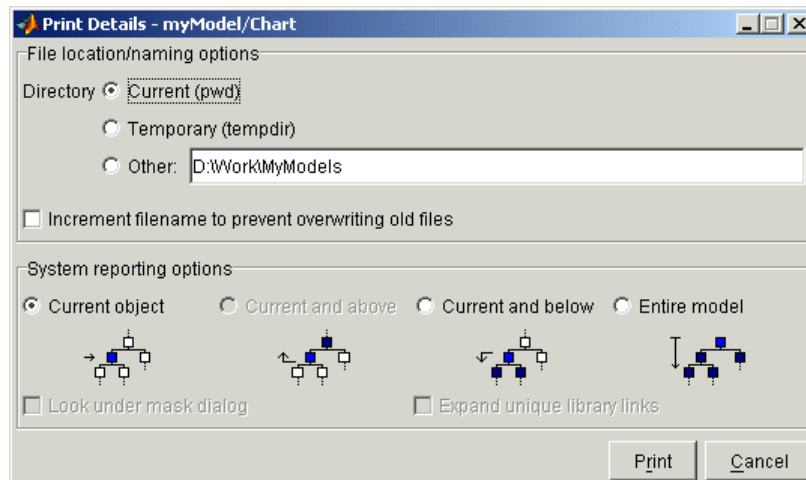 Print Details - myModel/Chart
File location/naming options
Directory Current (pwd)
Temporary (tempdir)
Other: D:\Work\MyModels
Increment filename to prevent overwriting old files
System reporting options
Current object Current and above Current and below Entire model
Look under mask dialog Expand unique library links
Print Cancel